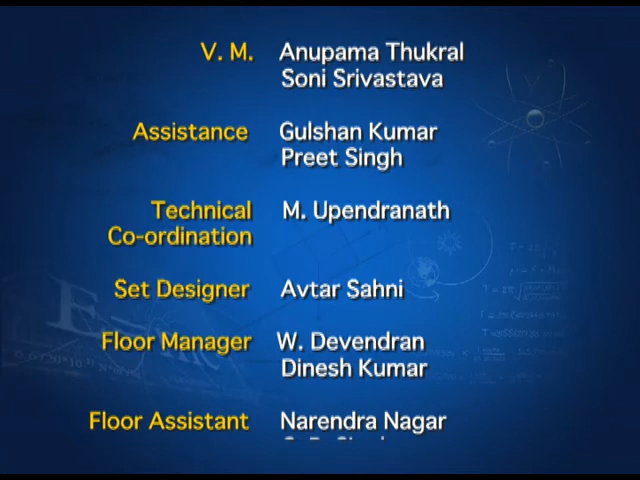 V. M. Anupama Thukral
Soni Srivastava
Assistance Gulshan Kumar
Preet Singh
Technical M. Upendranath
Co-ordination
Set Designer Avtar Sahni
Floor Manager W. Devendran
Dinesh Kumar
Floor Assistant Narendra Nagar